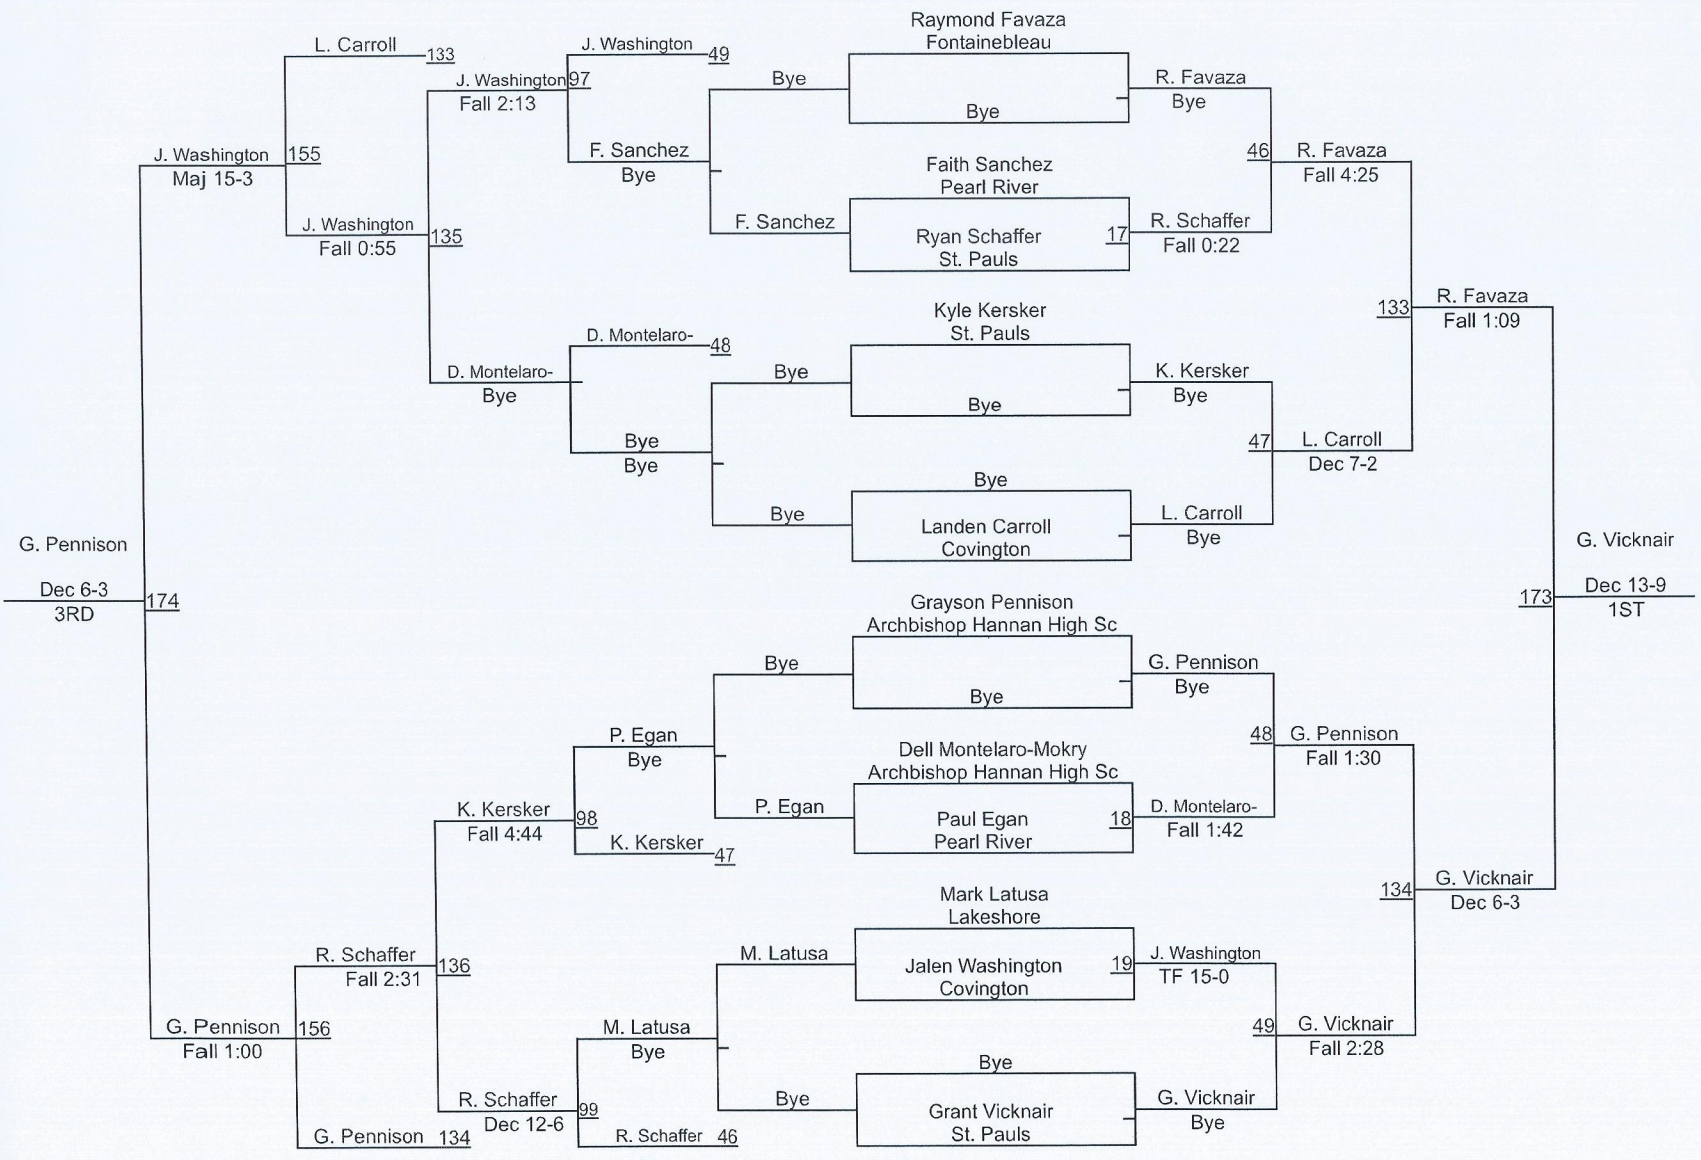 Raymond Favaza
Fontainebleau
L. Carroll
133
J. Washington
49
J. Washington
97
Fall 2:13
Bye
Bye
R. Favaza
Bye
F. Sanchez
Bye
J. Washington
155
Maj 15-3
Faith Sanchez
Pearl River
46
R. Favaza
Fall 4:25
J. Washington
135
Fall 0:55
F. Sanchez
Ryan Schaffer
St. Pauls
17
R. Schaffer
Fall 0:22
Kyle Kersker
St. Pauls
133
R. Favaza
Fall 1:09
D. Montelaro-
48
D. Montelaro-
Bye
Bye
Bye
K. Kersker
Bye
Bye
Bye
47
L. Carroll
Dec 7-2
Bye
Bye
Landen Carroll
Covington
L. Carroll
Bye
G. Pennison
Dec 6-3
3RD
174
G. Vicknair
173
Dec 13-9
1ST
Grayson Pennison
Archbishop Hannan High Sc
Bye
Bye
G. Pennison
Bye
P. Egan
Bye
Dell Montelaro-Mokry
Archbishop Hannan High Sc
48
G. Pennison
Fall 1:30
K. Kersker
98
Fall 4:44
P. Egan
Paul Egan
Pearl River
18
D. Montelaro-
Fall 1:42
K. Kersker
47
Mark Latusa
Lakeshore
134
G. Vicknair
Dec 6-3
R. Schaffer
136
Fall 2:31
M. Latusa
Jalen Washington
Covington
19
J. Washington
TF 15-0
G. Pennison
156
Fall 1:00
M. Latusa
Bye
49
G. Vicknair
Fall 2:28
Bye
R. Schaffer
99
Dec 12-6
Bye
Grant Vicknair
St. Pauls
G. Vicknair
Bye
G. Pennison
134
R. Schaffer
46